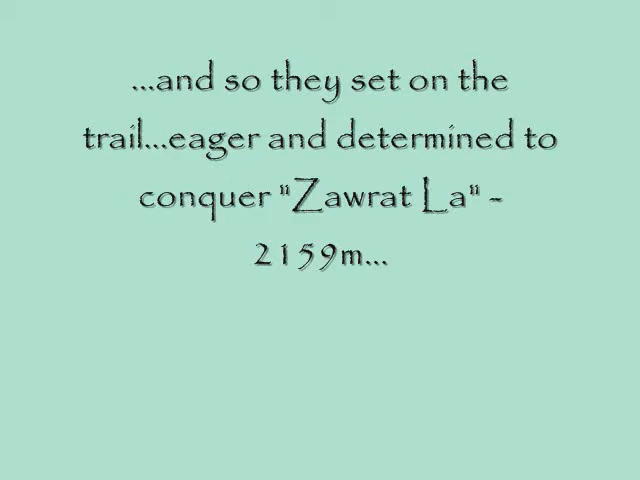 ...and so they set on the
trail...eager and determined to
conquer "Zawrat La" -
2159m...